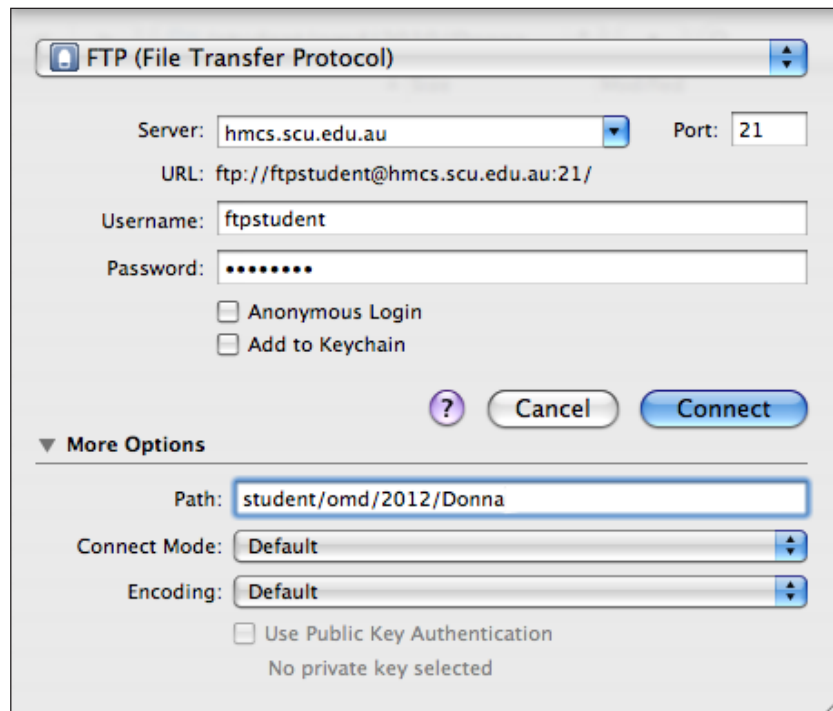 FTP (File Transfer Protocol)
Server: hmcs.scu.edu.au Port: 21
URL: ftp://ftpstudent@hmcs.scu.edu.au:21/
Username: ftpstudent
Password: ••••••••
Anonymous Login
Add to Keychain
? Cancel Connect
More Options
Path: student/omd/2012/Donna
Connect Mode: Default
Encoding: Default
Use Public Key Authentication
No private key selected